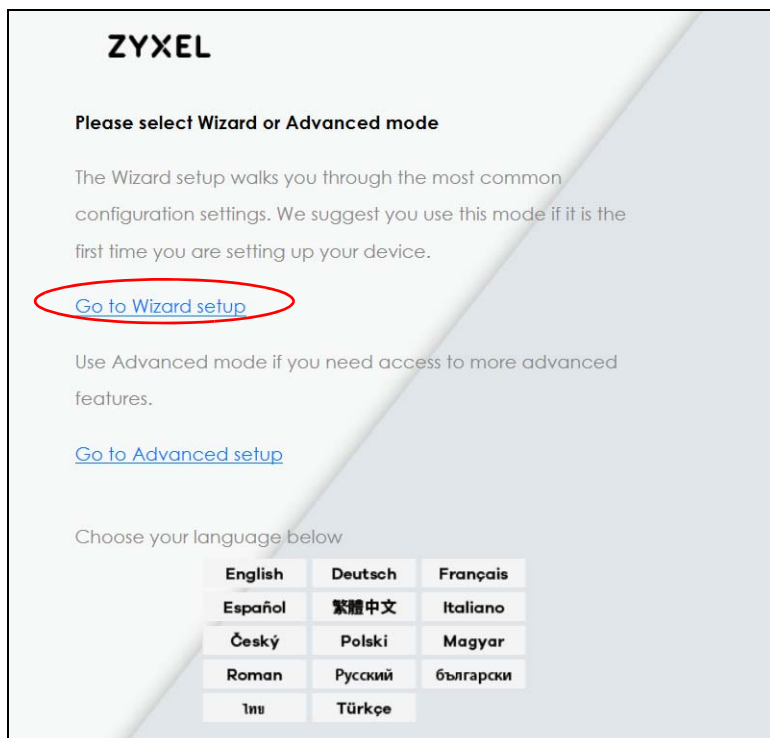 ZYXEL
Please select Wizard or Advanced mode
The Wizard setup walks you through the most common
configuration settings. We suggest you use this mode if it is the
first time you are setting up your device.
Go to Wizard setup
Use Advanced mode if you need access to more advanced
features.
Go to Advanced setup
Choose your language below
English Deutsch Français
Español 繁體中文 Italiano
Český Polski Magyar
Roman Русский български
ไทย Türkçe